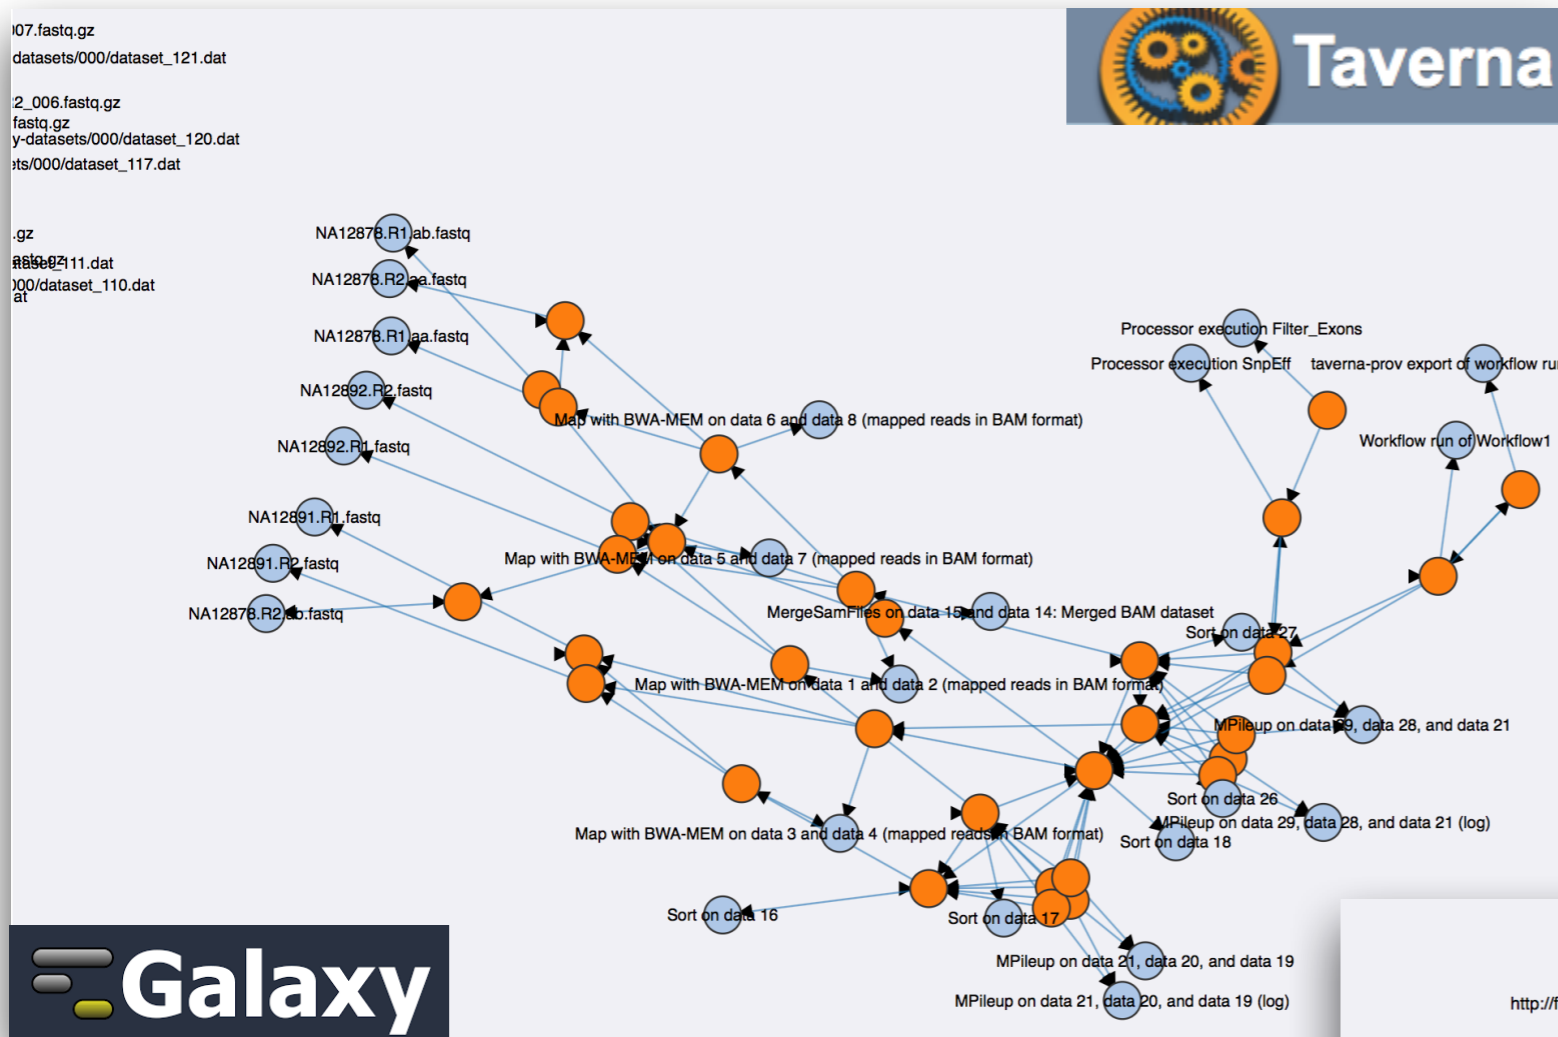 007.fastq.gz
datasets/000/dataset_121.dat
2_006.fastq.gz
fastq.gz
y-datasets/000/dataset_120.dat
ets/000/dataset_117.dat
.gz
_111.dat
000/dataset_110.dat
at
Taverna
NA12878.R1.ab.fastq
NA12878.R2.aa.fastq
NA12878.R1.aa.fastq
NA12892.R2.fastq
NA12892.R1.fastq
NA12891.R1.fastq
NA12891.R2.fastq
NA12878.R2.ab.fastq
Processor execution Filter_Exons
Processor execution SnpEff
taverna-prov export of workflow ru
Workflow run of Workflow1
Map with BWA-MEM on data 6 and data 8 (mapped reads in BAM format)
Map with BWA-MEM on data 5 and data 7 (mapped reads in BAM format)
MergeSamFiles on data 15 and data 14: Merged BAM dataset
Sort on data 27
Map with BWA-MEM on data 1 and data 2 (mapped reads in BAM format)
MPileup on data 29, data 28, and data 21
Sort on data 26
MPileup on data 29, data 28, and data 21 (log)
Map with BWA-MEM on data 3 and data 4 (mapped reads in BAM format)
Sort on data 18
Sort on data 16
Sort on data 17
MPileup on data 21, data 20, and data 19
MPileup on data 21, data 20, and data 19 (log)
Galaxy
http://f